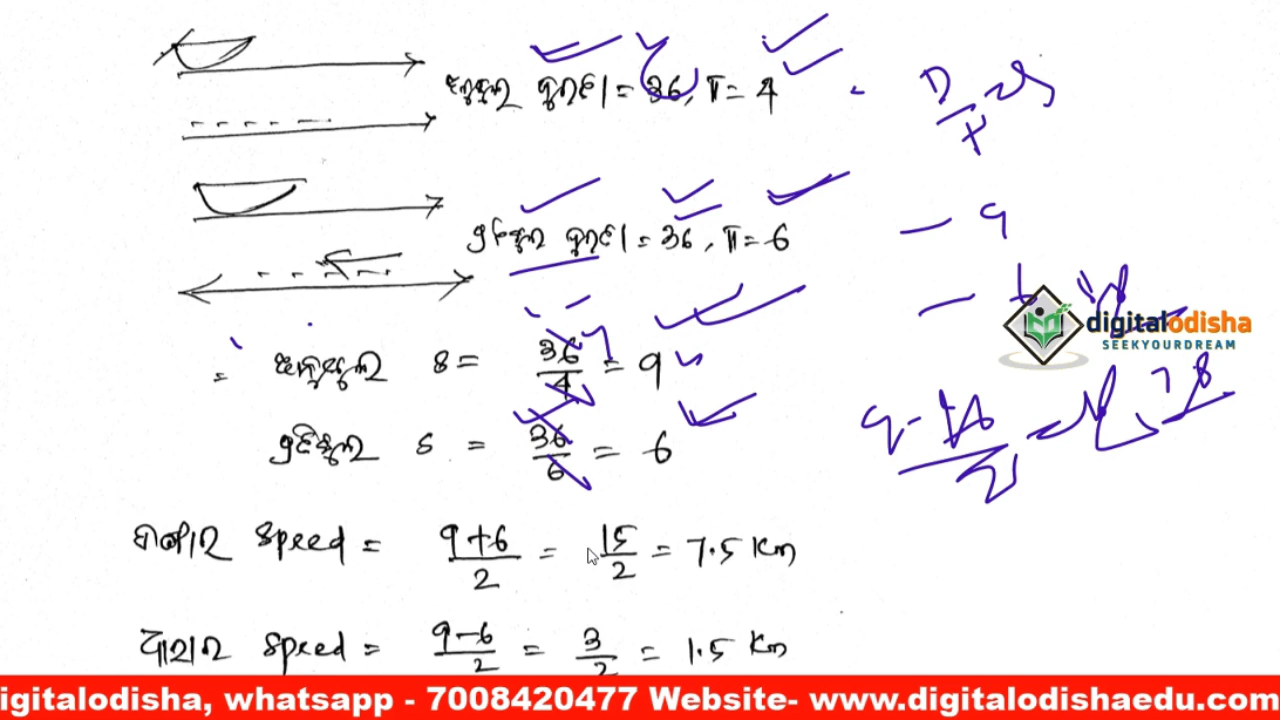 ଅନୁକୂଳ ଦୂରତା = 36, T = 4
D
T
ପ୍ରତିକୂଳ ଦୂରତା = 36, T = 6
— 9
— 6
digitalodisha
SEEKYOURDREAM
= ଅନୁକୂଳ S = 36/4 = 9
ପ୍ରତିକୂଳ S = 36/6 = 6
Speed = 9+6/2 = 15/2 = 7.5 Km
Speed = 9-6/2 = 3/2 = 1.5 Km
igitalodisha, whatsapp - 7008420477 Website- www.digitalodishaedu.com